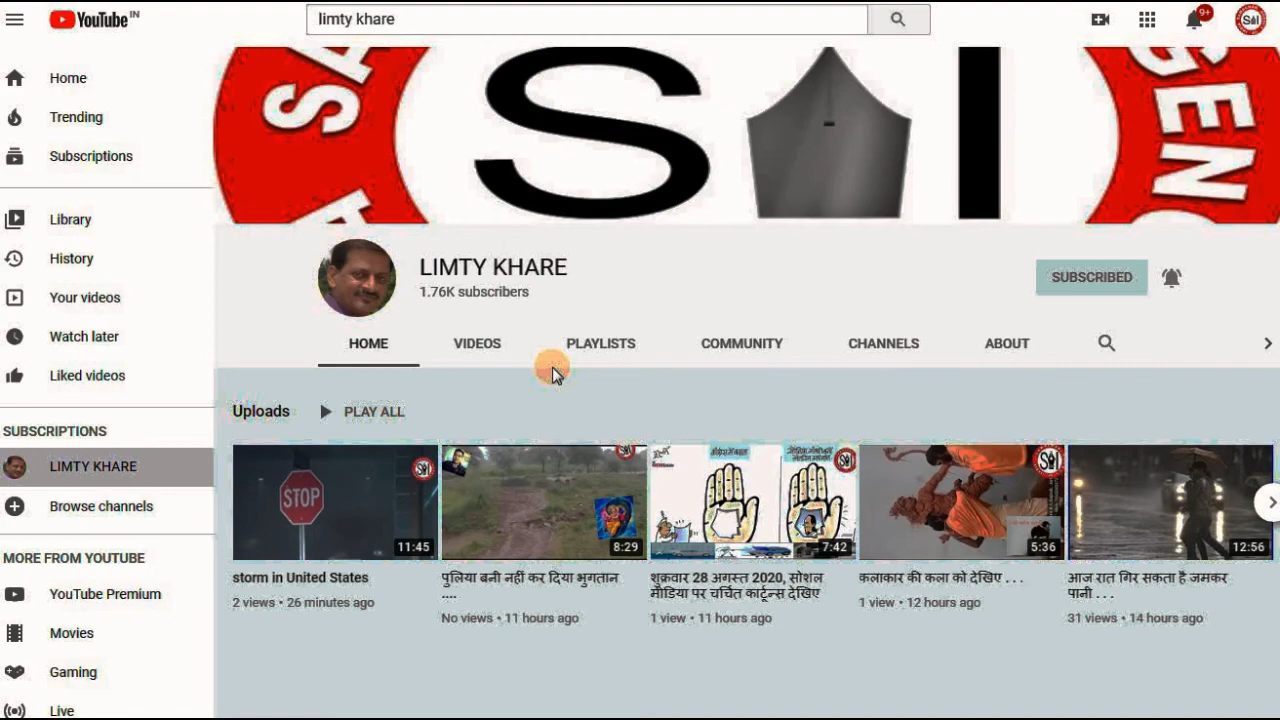 YouTube IN
limty khare
9+
SAI
Home
Trending
Subscriptions
Library
History
Your videos
Watch later
Liked videos
SUBSCRIPTIONS
LIMTY KHARE
Browse channels
MORE FROM YOUTUBE
YouTube Premium
Movies
Gaming
Live
SA
S I
GEN
LIMTY KHARE
1.76K subscribers
SUBSCRIBED
HOME VIDEOS PLAYLISTS COMMUNITY CHANNELS ABOUT
Uploads PLAY ALL
STOP
11:45
8:29
7:42
5:36
12:56
storm in United States
2 views • 26 minutes ago
पुलिया बनी नहीं कर दिया भुगतान
....
No views • 11 hours ago
शुक्रवार 28 अगस्त 2020, सोशल
मीडिया पर चर्चित कार्टून्स देखिए
1 view • 11 hours ago
कलाकार की कला को देखिए . . .
1 view • 12 hours ago
आज रात गिर सकता है जमकर
पानी . . .
31 views • 14 hours ago